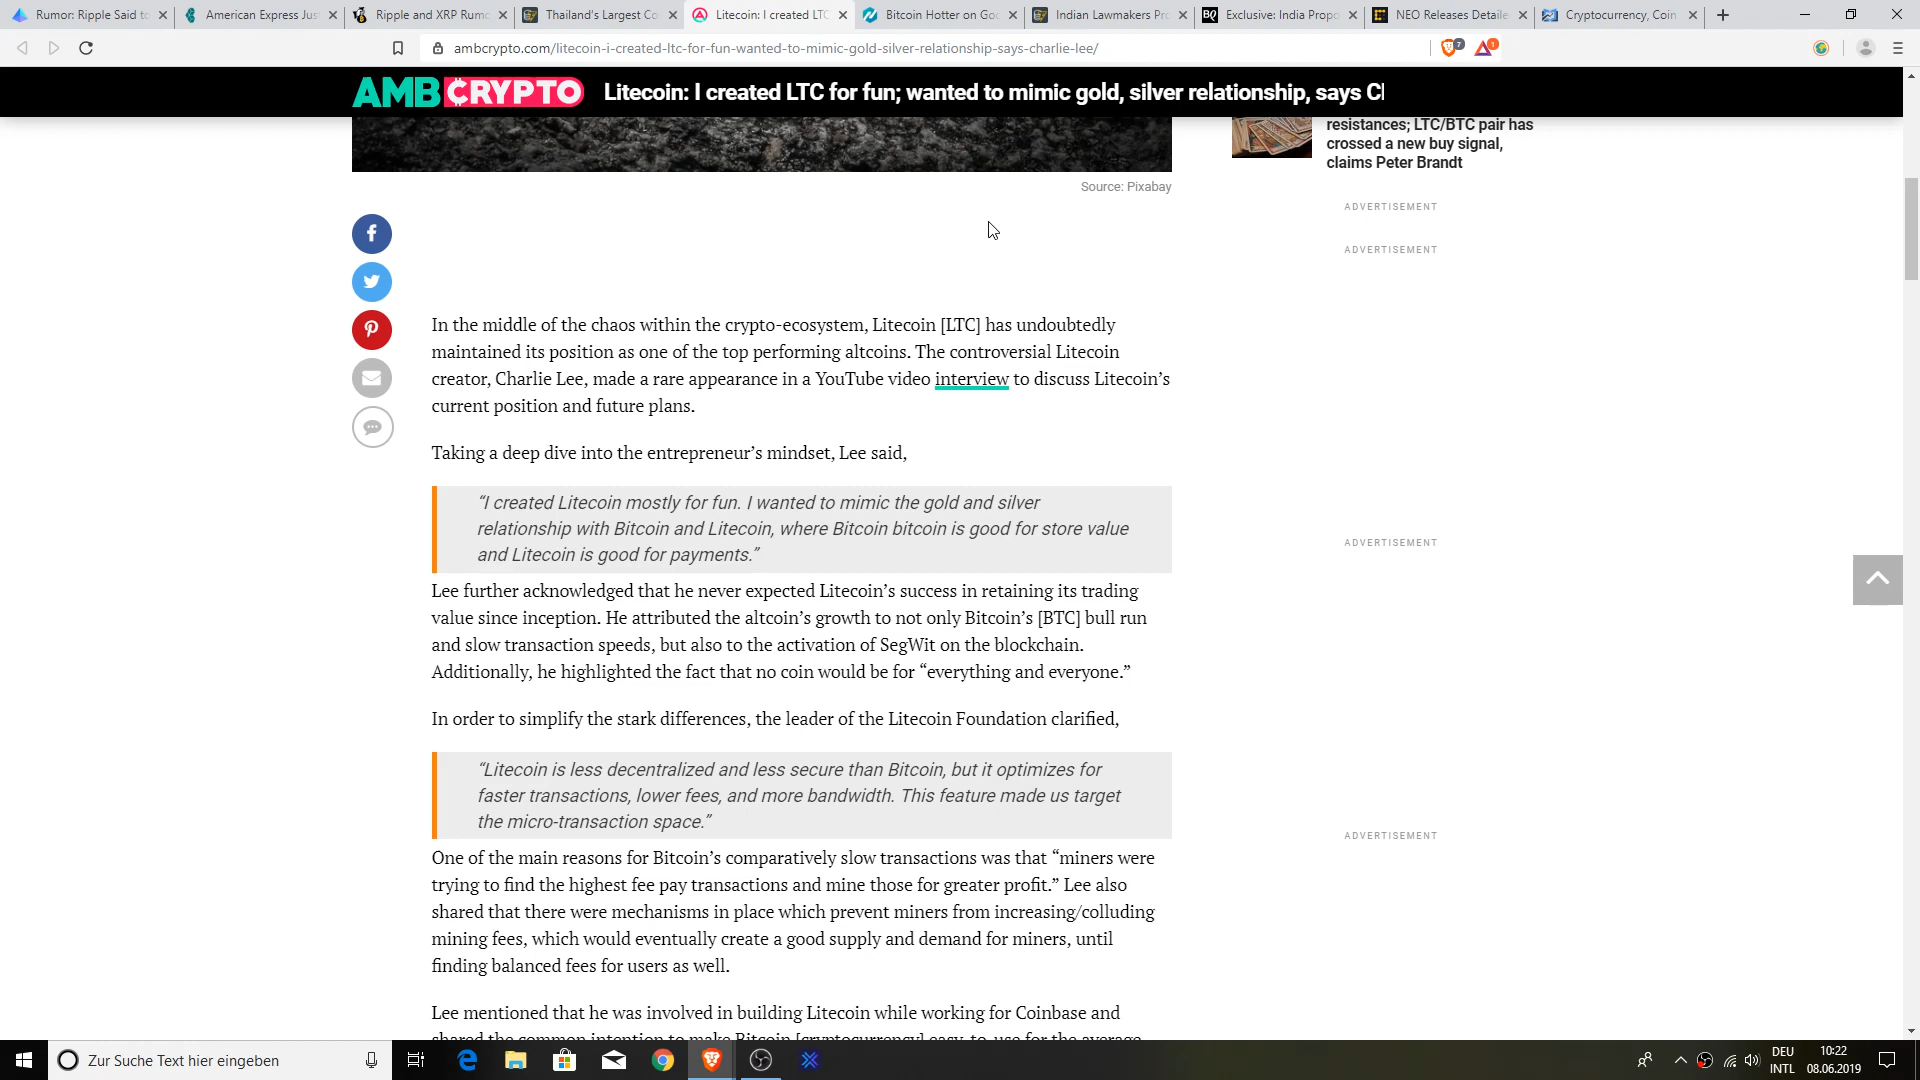 Rumor: Ripple Said to
American Express Jus
Ripple and XRP Rumo
Thailand's Largest Co
Litecoin: I created LTC
Bitcoin Hotter on Goo
Indian Lawmakers Pro
BQ
Exclusive: India Propo
NEO Releases Detaile
Cryptocurrency, Coin
ambcrypto.com/litecoin-i-created-ltc-for-fun-wanted-to-mimic-gold-silver-relationship-says-charlie-lee/
7
1
AMBCRYPTO
Litecoin: I created LTC for fun; wanted to mimic gold, silver relationship, says Cl
resistances; LTC/BTC pair has
crossed a new buy signal,
claims Peter Brandt
Source: Pixabay
ADVERTISEMENT
ADVERTISEMENT
In the middle of the chaos within the crypto-ecosystem, Litecoin [LTC] has undoubtedly
maintained its position as one of the top performing altcoins. The controversial Litecoin
creator, Charlie Lee, made a rare appearance in a YouTube video interview to discuss Litecoin's
current position and future plans.
Taking a deep dive into the entrepreneur's mindset, Lee said,
“I created Litecoin mostly for fun. I wanted to mimic the gold and silver
relationship with Bitcoin and Litecoin, where Bitcoin bitcoin is good for store value
and Litecoin is good for payments.”
ADVERTISEMENT
Lee further acknowledged that he never expected Litecoin's success in retaining its trading
value since inception. He attributed the altcoin's growth to not only Bitcoin's [BTC] bull run
and slow transaction speeds, but also to the activation of SegWit on the blockchain.
Additionally, he highlighted the fact that no coin would be for “everything and everyone.”
In order to simplify the stark differences, the leader of the Litecoin Foundation clarified,
“Litecoin is less decentralized and less secure than Bitcoin, but it optimizes for
faster transactions, lower fees, and more bandwidth. This feature made us target
the micro-transaction space.”
ADVERTISEMENT
One of the main reasons for Bitcoin's comparatively slow transactions was that “miners were
trying to find the highest fee pay transactions and mine those for greater profit.” Lee also
shared that there were mechanisms in place which prevent miners from increasing/colluding
mining fees, which would eventually create a good supply and demand for miners, until
finding balanced fees for users as well.
Lee mentioned that he was involved in building Litecoin while working for Coinbase and
shared the common intention to make Bitcoin [cryptocurrency] easy-to-use for the average
Zur Suche Text hier eingeben
DEU
INTL
10:22
08.06.2019